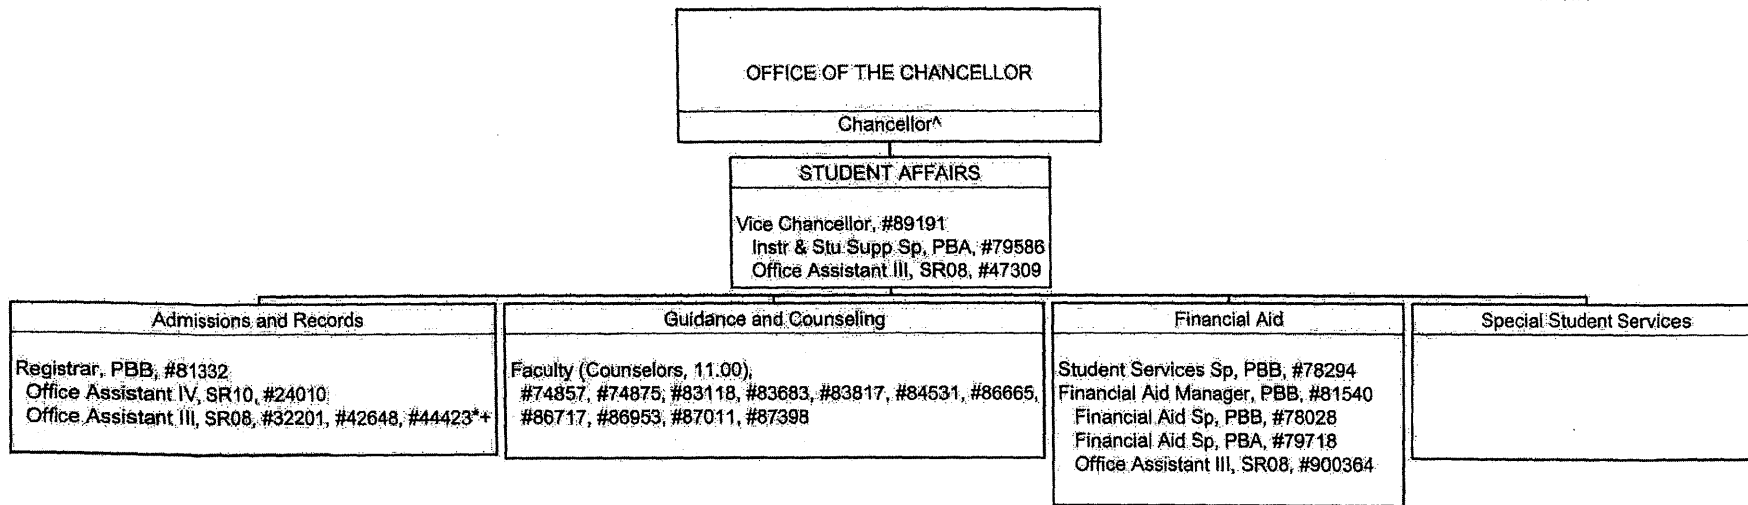 OFFICE OF THE CHANCELLOR
Chancellor^
STUDENT AFFAIRS
Vice Chancellor, #89191
Instr & Stu Supp Sp, PBA, #79586
Office Assistant III, SR08, #47309
Admissions and Records
Registrar, PBB, #81332
Office Assistant IV, SR10, #24010
Office Assistant III, SR08, #32201, #42648, #44423*+
Guidance and Counseling
Faculty (Counselors, 11.00),
#74857, #74875, #83118, #83683, #83817, #84531, #86665,
#86717, #86953, #87011, #87398
Financial Aid
Student Services Sp, PBB, #78294
Financial Aid Manager, PBB, #81540
Financial Aid Sp, PBB, #78028
Financial Aid Sp, PBA, #79718
Office Assistant III, SR08, #900364
Special Student Services